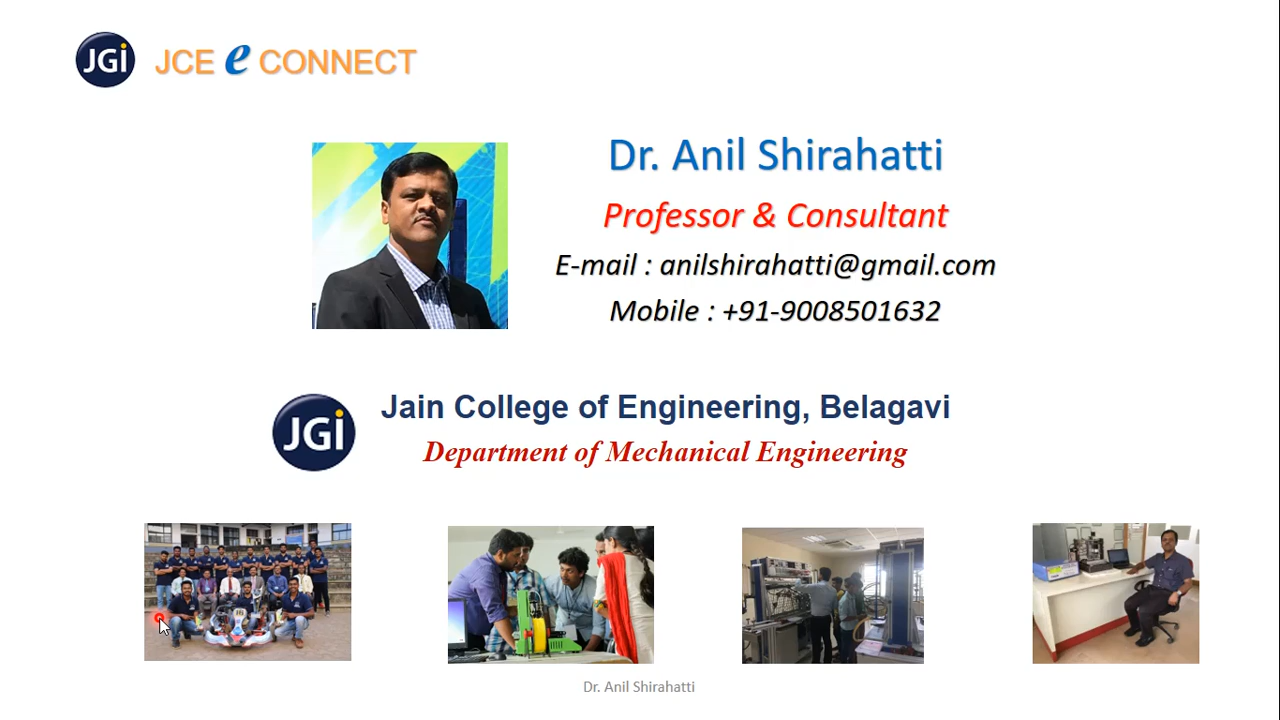 JGi JCE e CONNECT
Dr. Anil Shirahatti
Professor & Consultant
E-mail : anilshirahatti@gmail.com
Mobile : +91-9008501632
JGi
Jain College of Engineering, Belagavi
Department of Mechanical Engineering
Dr. Anil Shirahatti